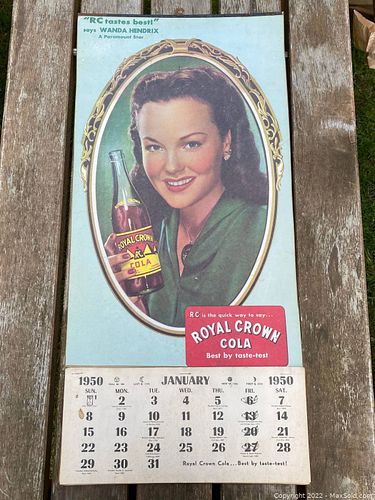 "RC tastes best!"
says WANDA HENDRIX
A Paramount Star
ROYAL CROWN
RC
COLA
RC is the quick way to say...
ROYAL CROWN
COLA
Best by taste-test
1950 JANUARY 1950
SUN. MON. TUE. WED. THU. FRI. SAT.
1 2 3 4 5 6 7
8 9 10 11 12 13 14
15 16 17 18 19 20 21
22 23 24 25 26 27 28
29 30 31 Royal Crown Cola...Best by taste-test!
Copyright 2022 - MaxSold.com